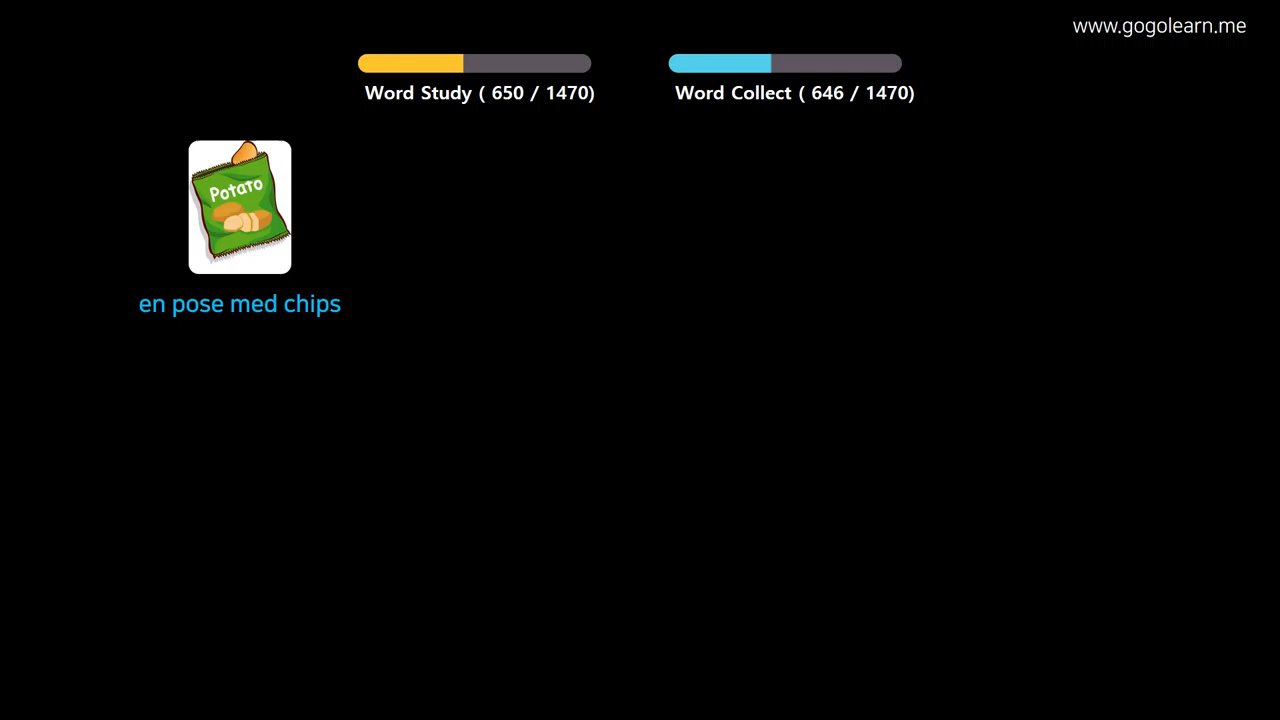 www.gogolearn.me
Word Study ( 650 / 1470)
Word Collect ( 646 / 1470)
Potato
en pose med chips